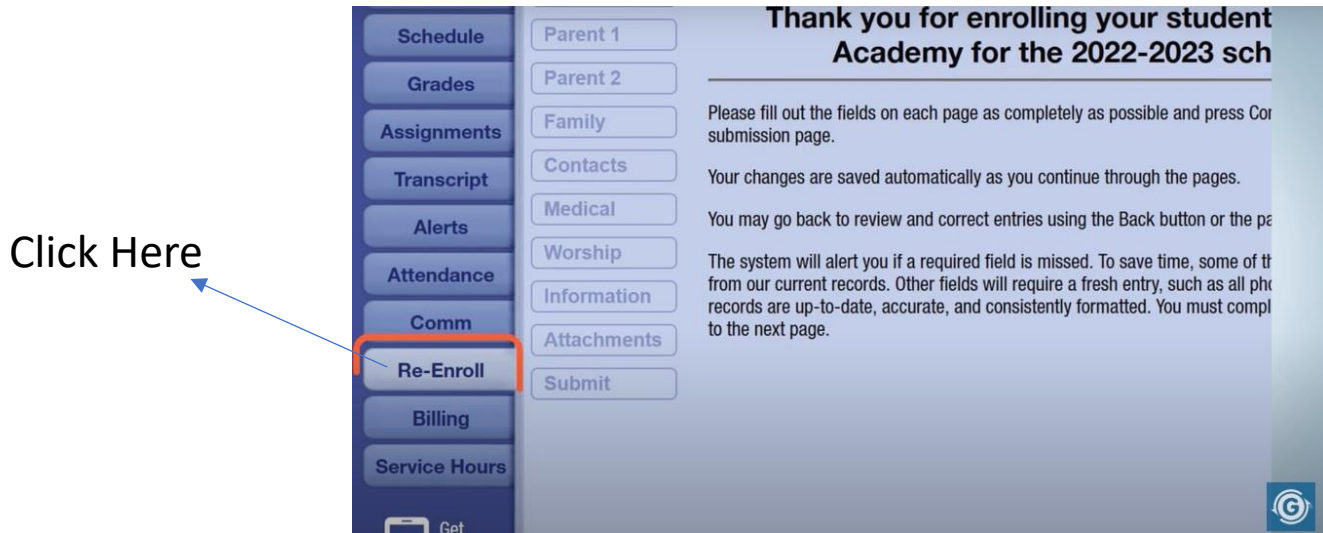 Click Here
Schedule
Grades
Assignments
Transcript
Alerts
Attendance
Comm
Re-Enroll
Billing
Service Hours
Get
Parent 1
Parent 2
Family
Contacts
Medical
Worship
Information
Attachments
Submit
Thank you for enrolling your student
Academy for the 2022-2023 sch
Please fill out the fields on each page as completely as possible and press Con
submission page.
Your changes are saved automatically as you continue through the pages.
You may go back to review and correct entries using the Back button or the pa
The system will alert you if a required field is missed. To save time, some of th
from our current records. Other fields will require a fresh entry, such as all pho
records are up-to-date, accurate, and consistently formatted. You must compl
to the next page.
G